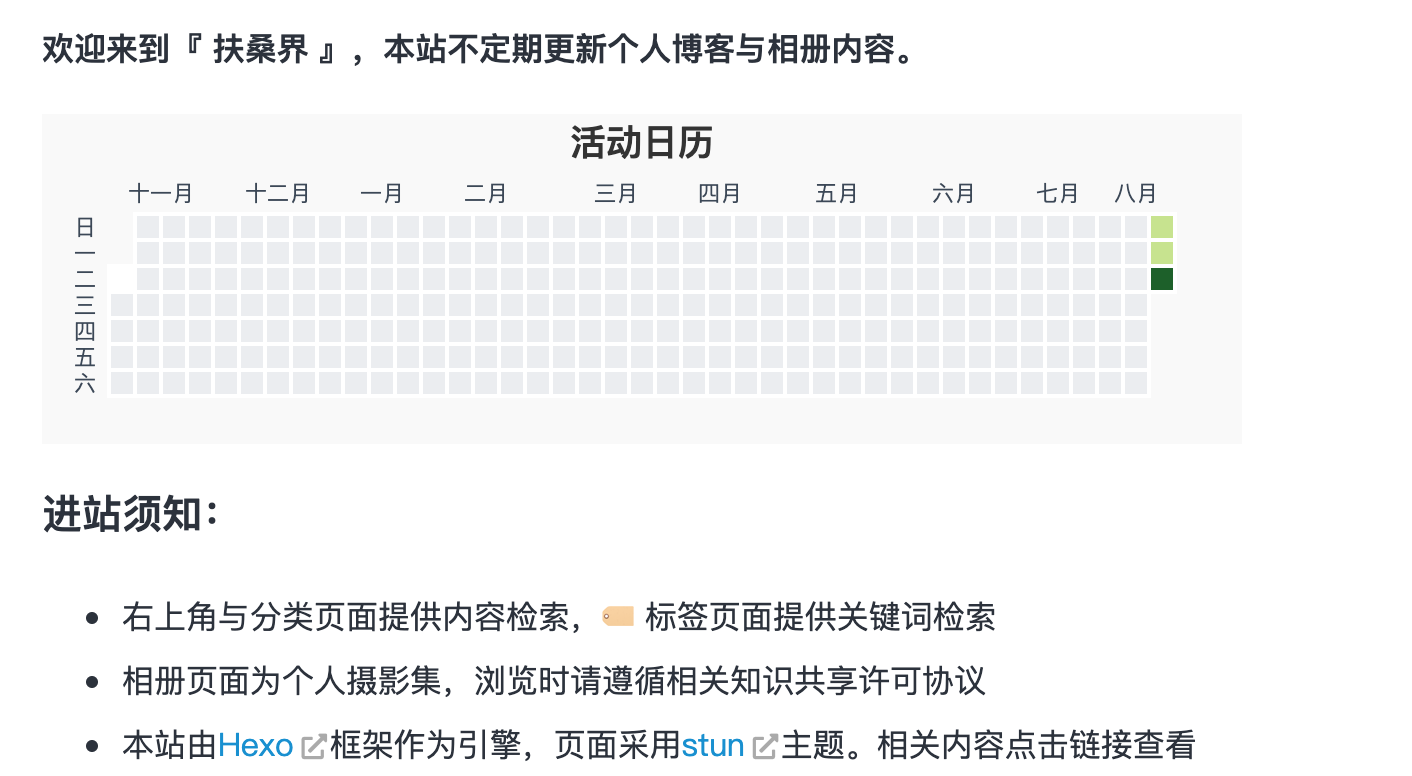 欢迎来到『 扶桑界 』，本站不定期更新个人博客与相册内容。
活动日历
十一月 十二月 一月 二月 三月 四月 五月 六月 七月 八月
日
一
二
三
四
五
六
进站须知：
右上角与分类页面提供内容检索， 标签页面提供关键词检索
相册页面为个人摄影集，浏览时请遵循相关知识共享许可协议
本站由Hexo 框架作为引擎，页面采用stun 主题。相关内容点击链接查看